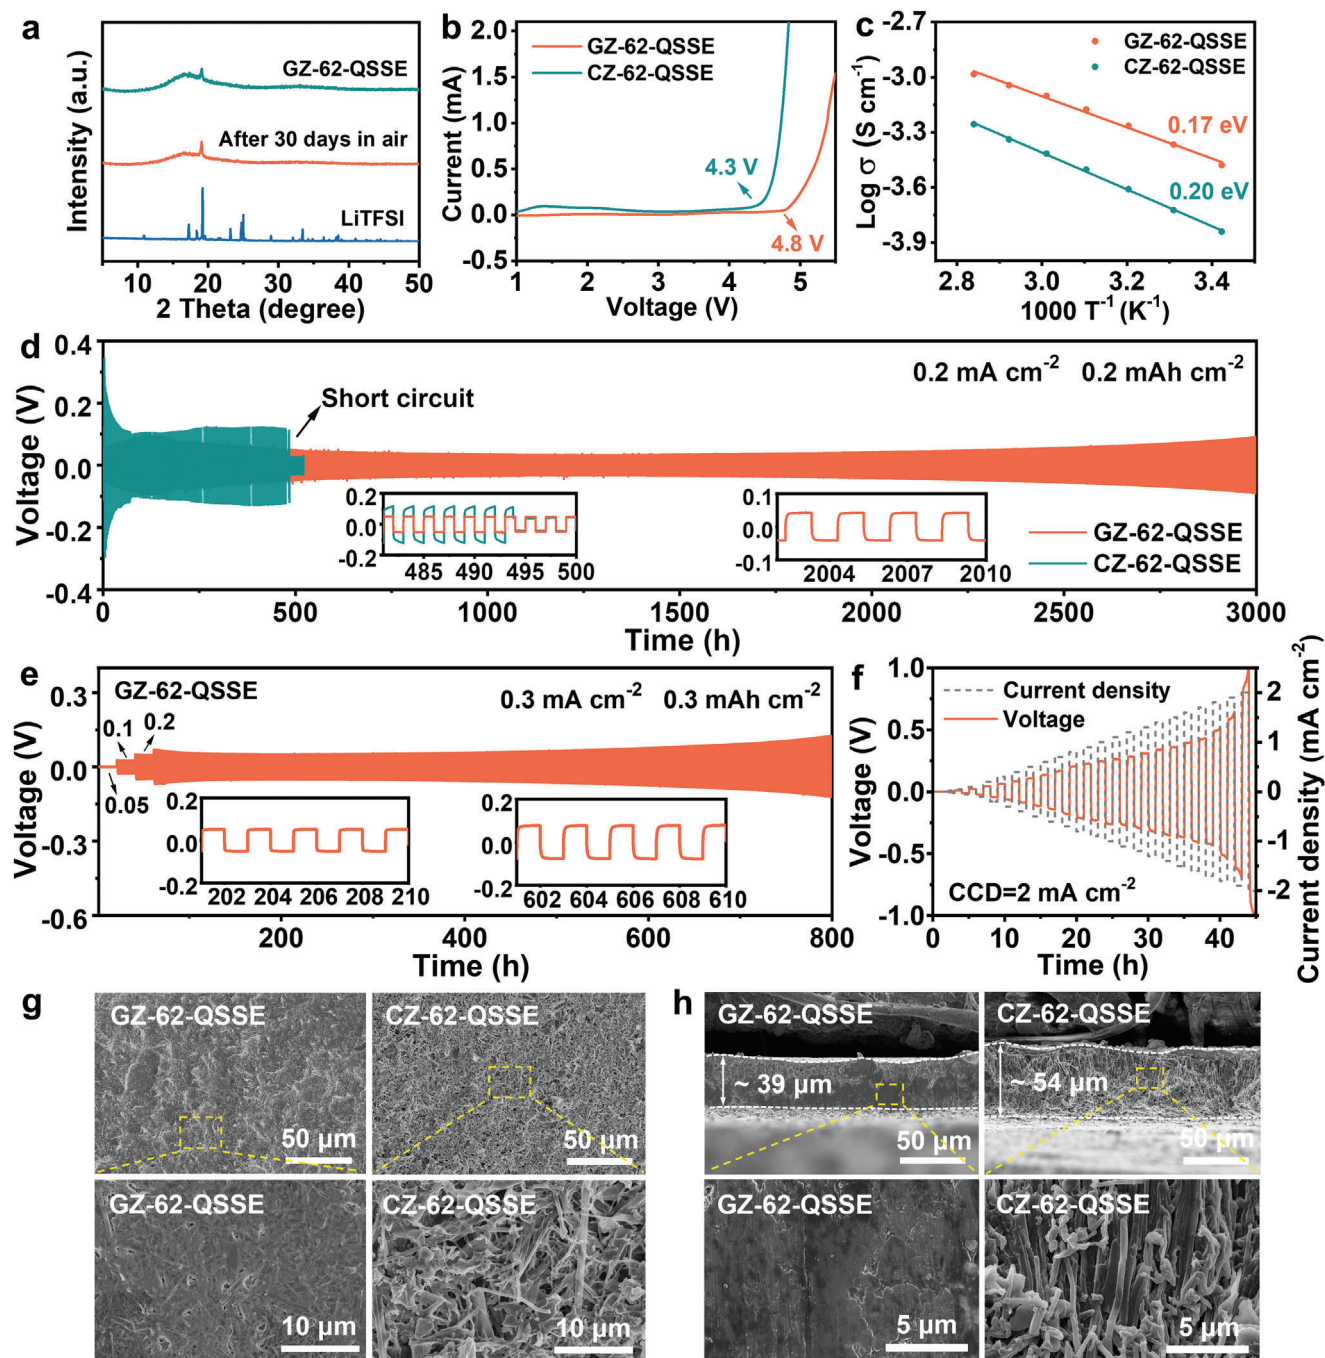 a
Intensity (a.u.)
GZ-62-QSSE
After 30 days in air
LiTFSI
10 20 30 40 50
2 Theta (degree)
b
Current (mA)
2.0
1.5
1.0
0.5
0.0
-0.5
GZ-62-QSSE
CZ-62-QSSE
4.3 V
4.8 V
1 2 3 4 5
Voltage (V)
c
Log σ (S cm⁻¹)
-2.7
-3.0
-3.3
-3.6
-3.9
GZ-62-QSSE
CZ-62-QSSE
0.17 eV
0.20 eV
2.8 3.0 3.2 3.4
1000 T⁻¹ (K⁻¹)
d
Voltage (V)
0.4
0.2
0.0
-0.2
-0.4
0.2 mA cm⁻² 0.2 mAh cm⁻²
Short circuit
0.2
0.0
-0.2
485 490 495 500
0.1
0.0
-0.1
2004 2007 2010
GZ-62-QSSE
CZ-62-QSSE
0 500 1000 1500 2000 2500 3000
Time (h)
e
Voltage (V)
0.3
0.0
-0.3
-0.6
GZ-62-QSSE
0.3 mA cm⁻² 0.3 mAh cm⁻²
0.1 0.2
0.05
0.2
0.0
-0.2
202 204 206 208 210
0.2
0.0
-0.2
602 604 606 608 610
200 400 600 800
Time (h)
f
Voltage (V)
1.0
0.5
0.0
-0.5
-1.0
Current density
Voltage
CCD=2 mA cm⁻²
2
1
0
-1
-2
Current density (mA cm⁻²)
0 10 20 30 40
Time (h)
g
GZ-62-QSSE
50 μm
CZ-62-QSSE
50 μm
GZ-62-QSSE
10 μm
CZ-62-QSSE
10 μm
h
GZ-62-QSSE
~ 39 μm
50 μm
CZ-62-QSSE
~ 54 μm
50 μm
GZ-62-QSSE
5 μm
CZ-62-QSSE
5 μm